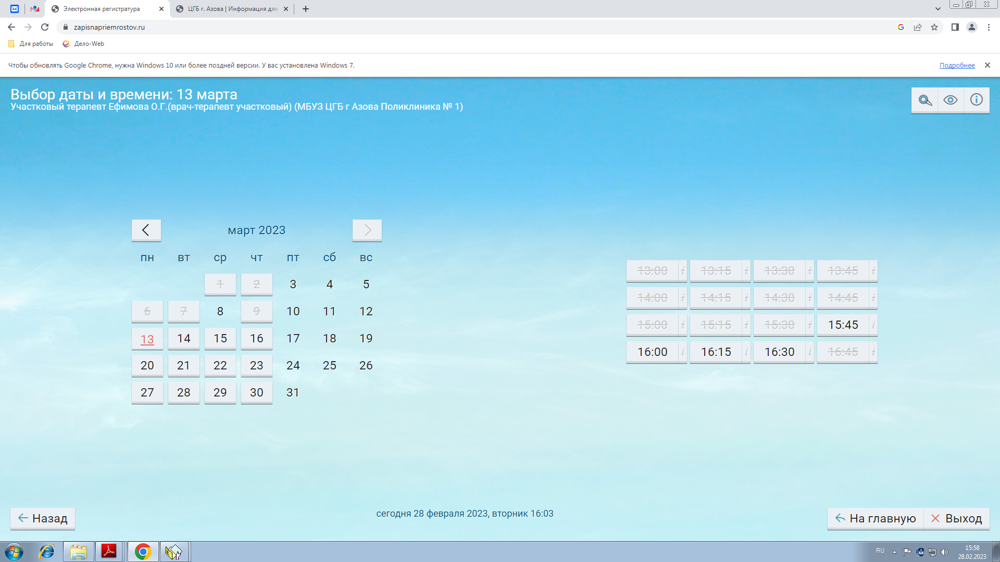 Электронная регистратура
ЦГБ г. Азова | Информация для
zapisnapriemrostov.ru
Для работы
Дело-Web
Чтобы обновлять Google Chrome, нужна Windows 10 или более поздней версии. У вас установлена Windows 7.
Подробнее
Выбор даты и времени: 13 марта
Участковый терапевт Ефимова О.Г.(врач-терапевт участковый) (МБУЗ ЦГБ г Азова Поликлиника № 1)
март 2023
пн вт ср чт пт сб вс
1 2 3 4 5
6 7 8 9 10 11 12
13 14 15 16 17 18 19
20 21 22 23 24 25 26
27 28 29 30 31
13:00 i 13:15 i 13:30 i 13:45 i
14:00 i 14:15 i 14:30 i 14:45 i
15:00 i 15:15 i 15:30 i 15:45 i
16:00 i 16:15 i 16:30 i 16:45 i
Назад
сегодня 28 февраля 2023, вторник 16:03
На главную
Выход
RU
15:58
28.02.2023